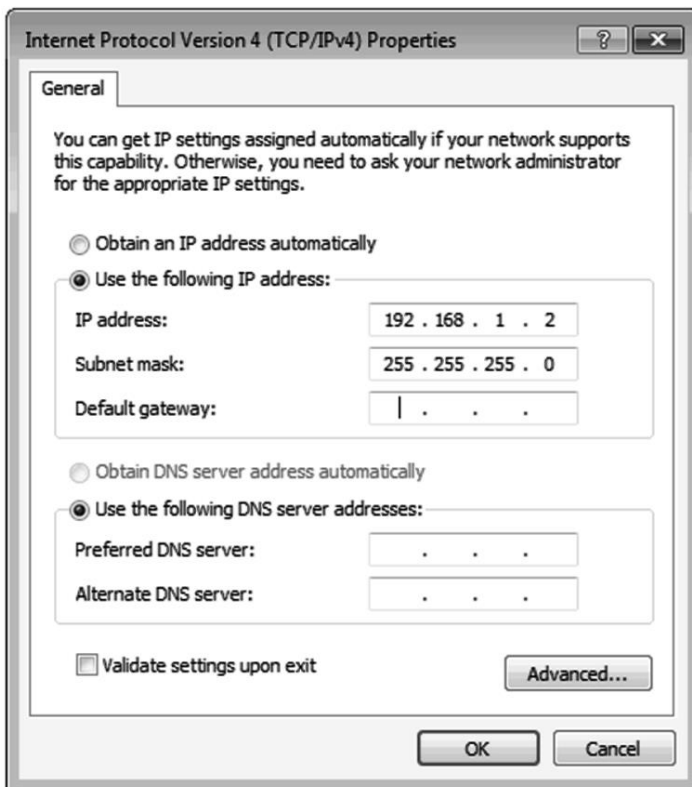 Internet Protocol Version 4 (TCP/IPv4) Properties
?
General
You can get IP settings assigned automatically if your network supports
this capability. Otherwise, you need to ask your network administrator
for the appropriate IP settings.
Obtain an IP address automatically
Use the following IP address:
IP address: 192 . 168 . 1 . 2
Subnet mask: 255 . 255 . 255 . 0
Default gateway: . . .
Obtain DNS server address automatically
Use the following DNS server addresses:
Preferred DNS server: . . .
Alternate DNS server: . . .
Validate settings upon exit
Advanced...
OK Cancel